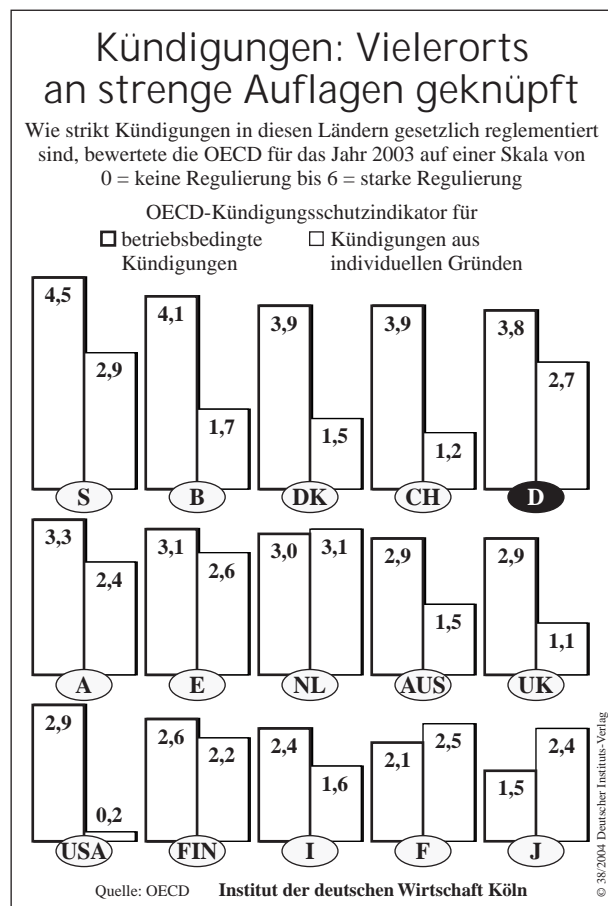 Kündigungen: Vielerorts
an strenge Auflagen geknüpft
Wie strikt Kündigungen in diesen Ländern gesetzlich reglementiert
sind, bewertete die OECD für das Jahr 2003 auf einer Skala von
0 = keine Regulierung bis 6 = starke Regulierung
OECD-Kündigungsschutzindikator für
betriebsbedingte Kündigungen
Kündigungen aus individuellen Gründen
4,5 2,9 4,1 1,7 3,9 1,5 3,9 1,2 3,8 2,7
S B DK CH D
3,3 2,4 3,1 2,6 3,0 3,1 2,9 1,5 2,9 1,1
A E NL AUS UK
2,9 0,2 2,6 2,2 2,4 1,6 2,1 2,5 1,5 2,4
USA FIN I F J
Quelle: OECD Institut der deutschen Wirtschaft Köln
© 38/2004 Deutscher Instituts-Verlag